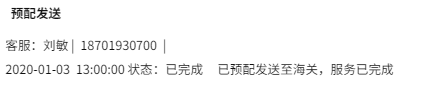 预配发送
客服：刘敏 | 18701930700 |
2020-01-03 13:00:00 状态：已完成 已预配发送至海关，服务已完成